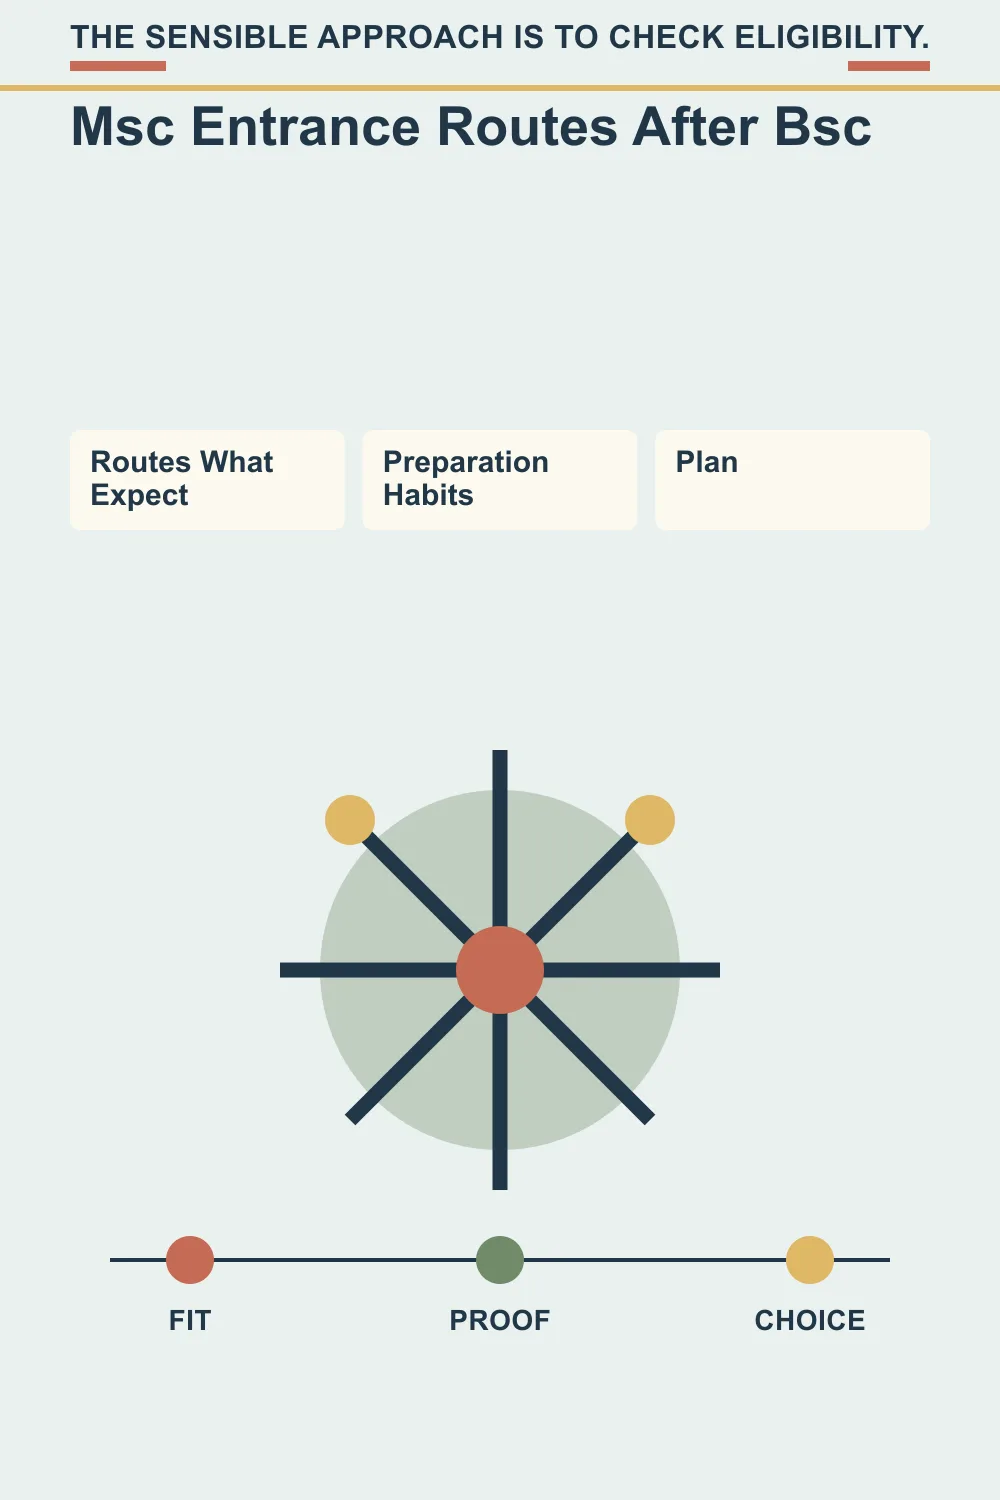 THE SENSIBLE APPROACH IS TO CHECK ELIGIBILITY.
Msc Entrance Routes After Bsc
Routes What
Expect
Preparation
Habits
Plan
FIT
PROOF
CHOICE